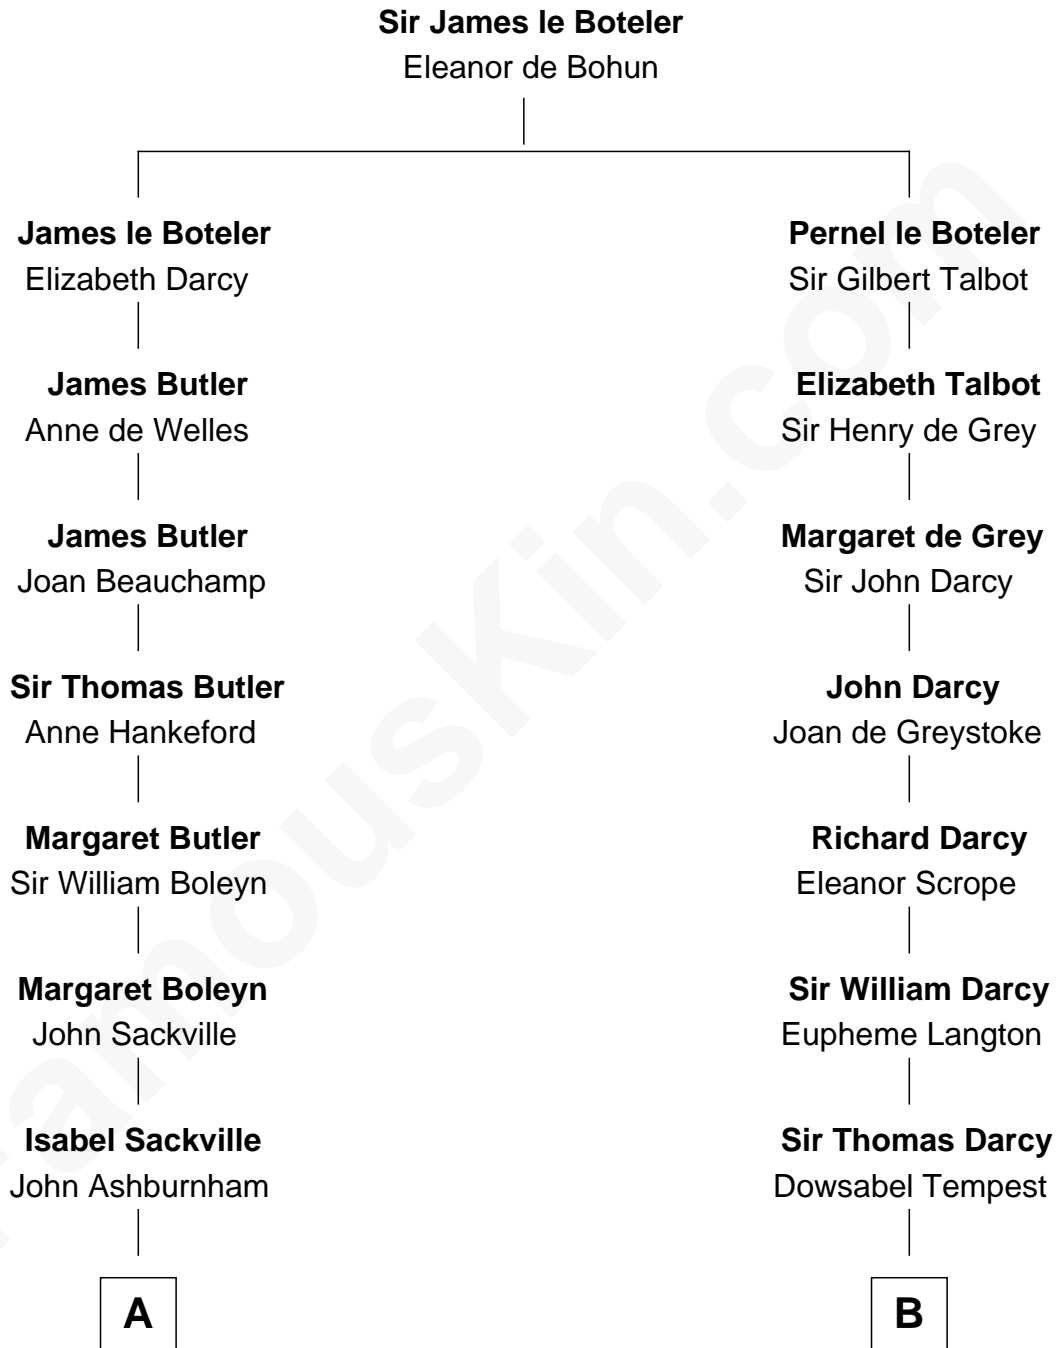 Sir James le Boteler
Eleanor de Bohun
James le Boteler
Elizabeth Darcy
Pernel le Boteler
Sir Gilbert Talbot
James Butler
Anne de Welles
Elizabeth Talbot
Sir Henry de Grey
James Butler
Joan Beauchamp
Margaret de Grey
Sir John Darcy
Sir Thomas Butler
Anne Hankeford
John Darcy
Joan de Greystoke
Margaret Butler
Sir William Boleyn
Richard Darcy
Eleanor Scrope
Margaret Boleyn
John Sackville
Sir William Darcy
Eupheme Langton
Isabel Sackville
John Ashburnham
Sir Thomas Darcy
Dowsabel Tempest
A
B
FamousKin.com